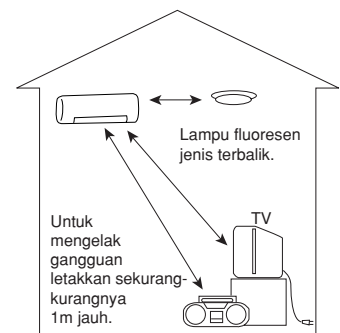 Lampu fluoresen
jenis terbalik.
TV
Untuk
mengelak
gangguan
letakkan sekurang-
kurangnya
1m jauh.